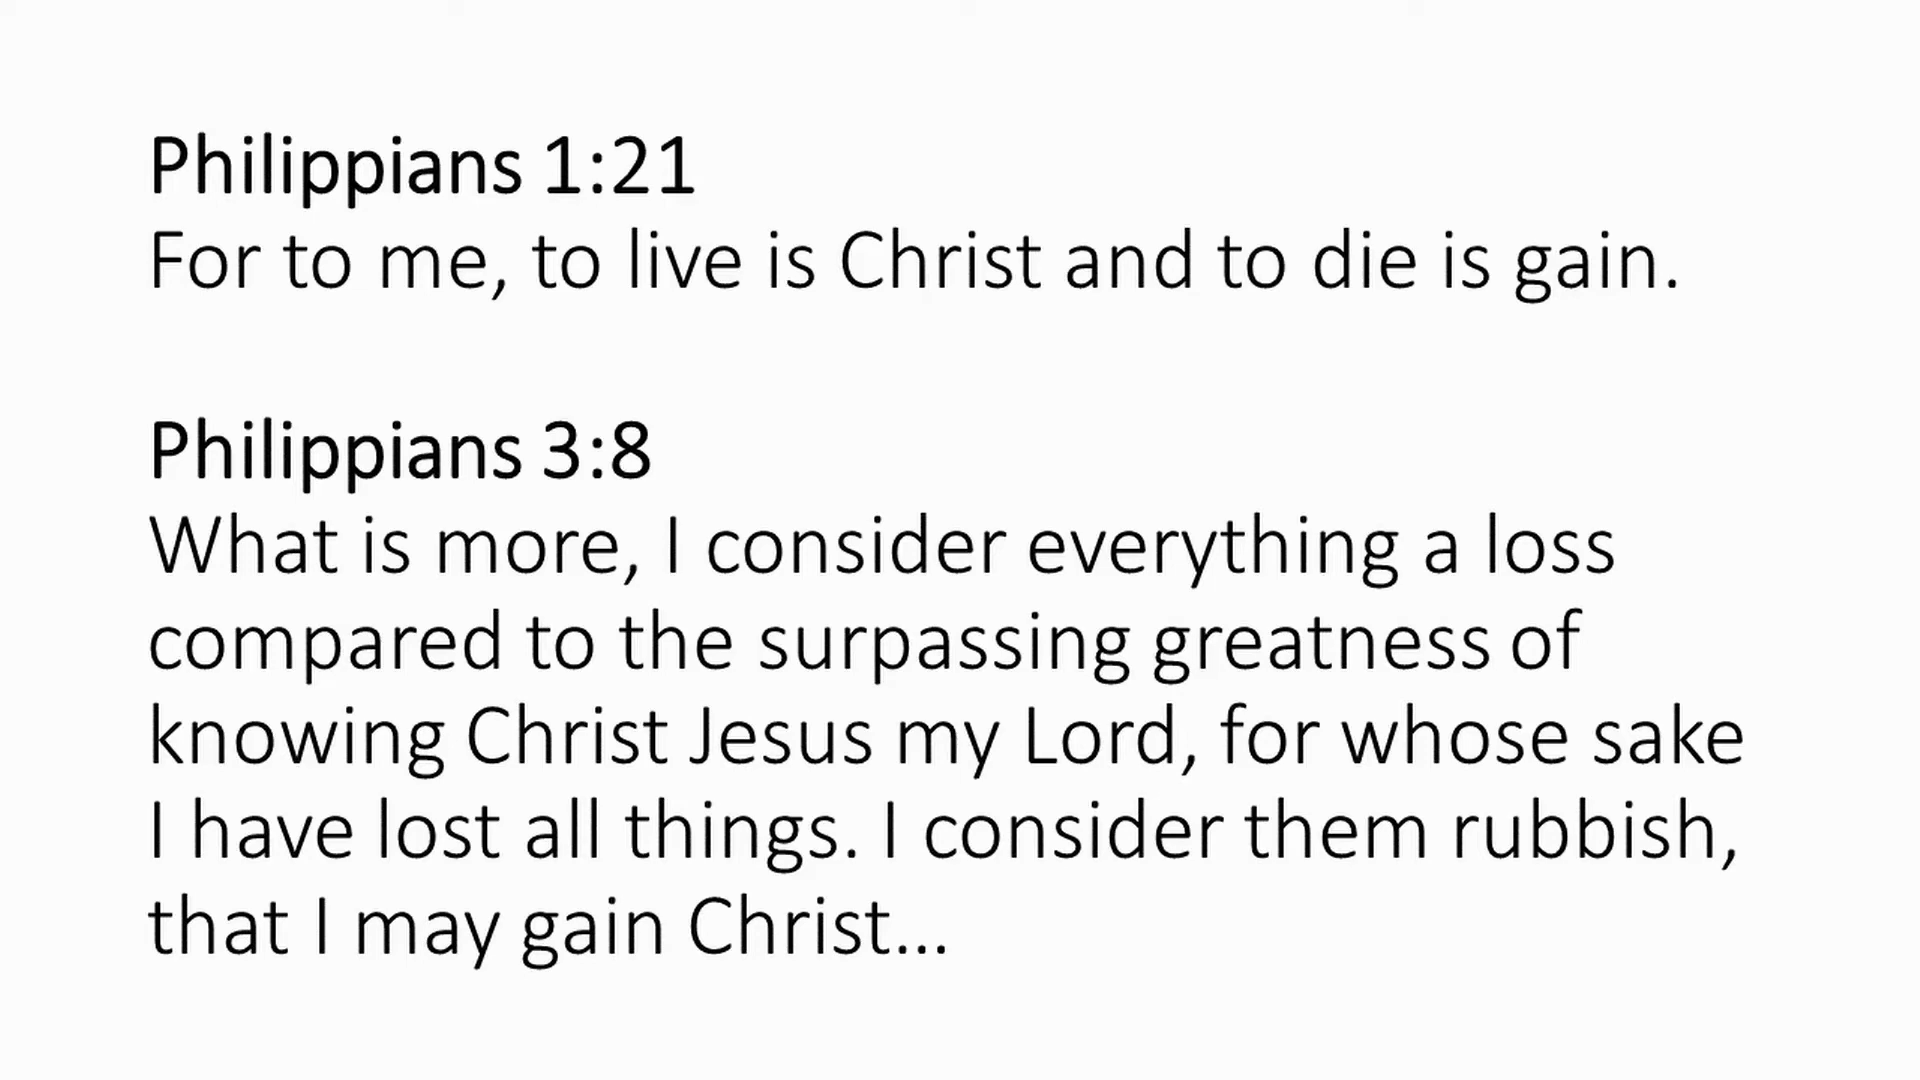 Philippians 1:21
For to me, to live is Christ and to die is gain.
Philippians 3:8
What is more, I consider everything a loss
compared to the surpassing greatness of
knowing Christ Jesus my Lord, for whose sake
I have lost all things. I consider them rubbish,
that I may gain Christ...